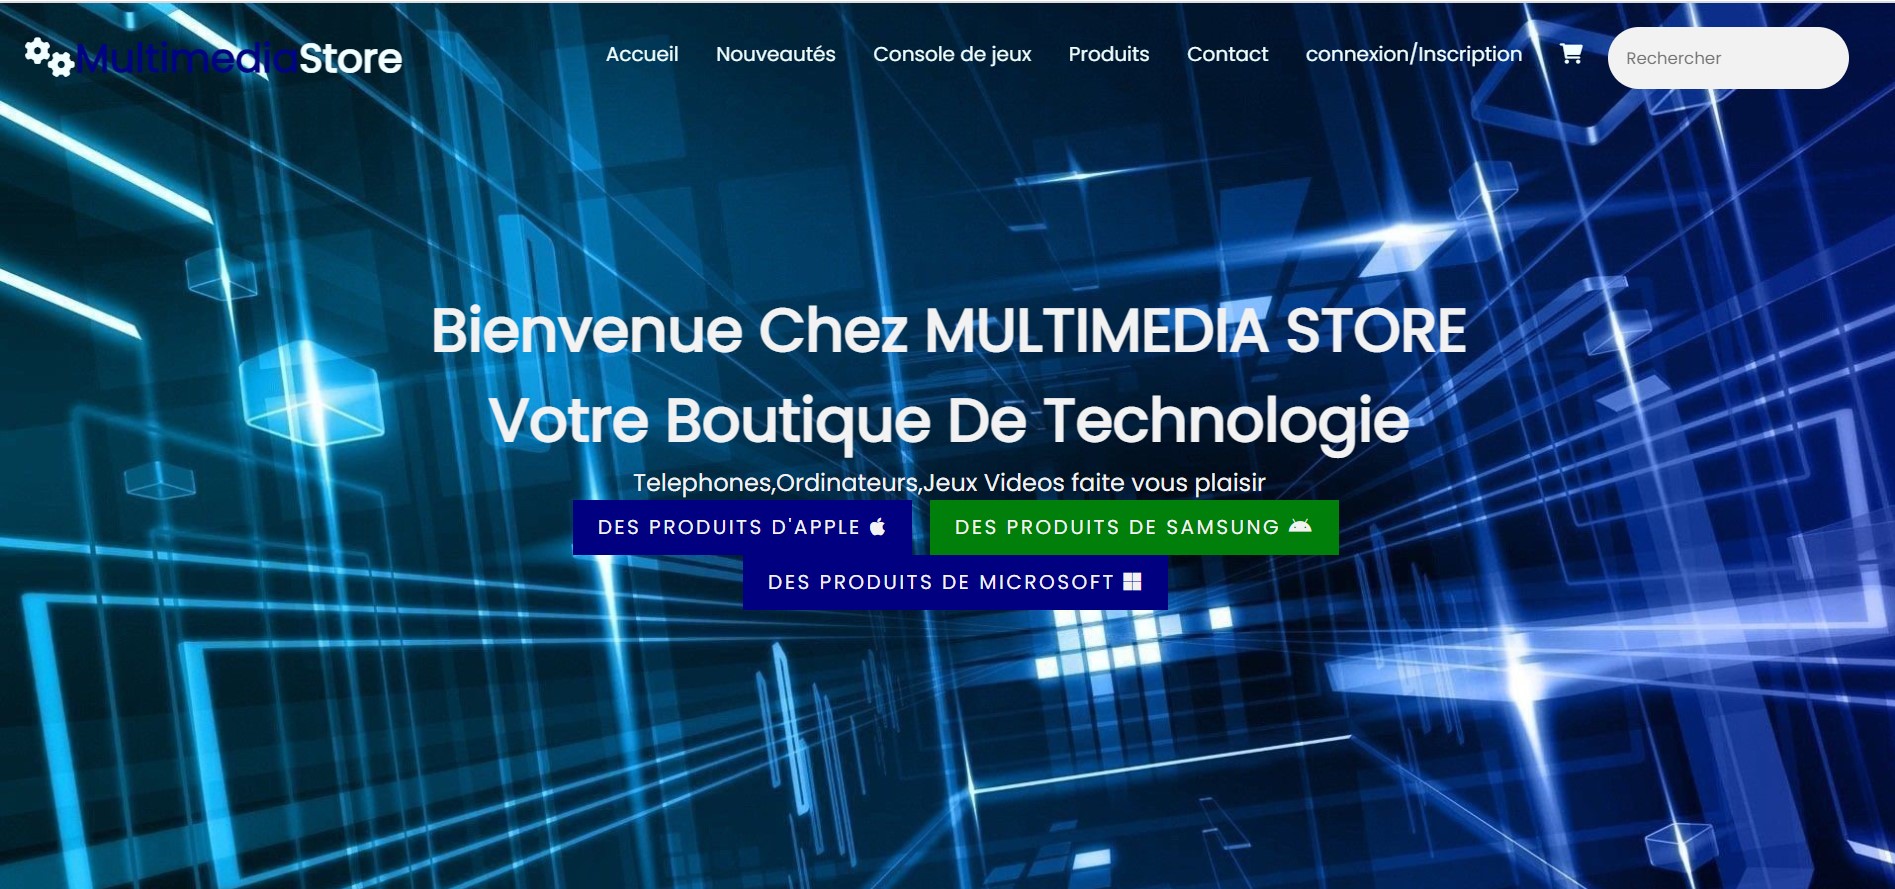 MultimediaStore
Accueil Nouveautés Console de jeux Produits Contact connexion/Inscription Rechercher
Bienvenue Chez MULTIMEDIA STORE
Votre Boutique De Technologie
Telephones,Ordinateurs,Jeux Videos faite vous plaisir
DES PRODUITS D'APPLE DES PRODUITS DE SAMSUNG
DES PRODUITS DE MICROSOFT